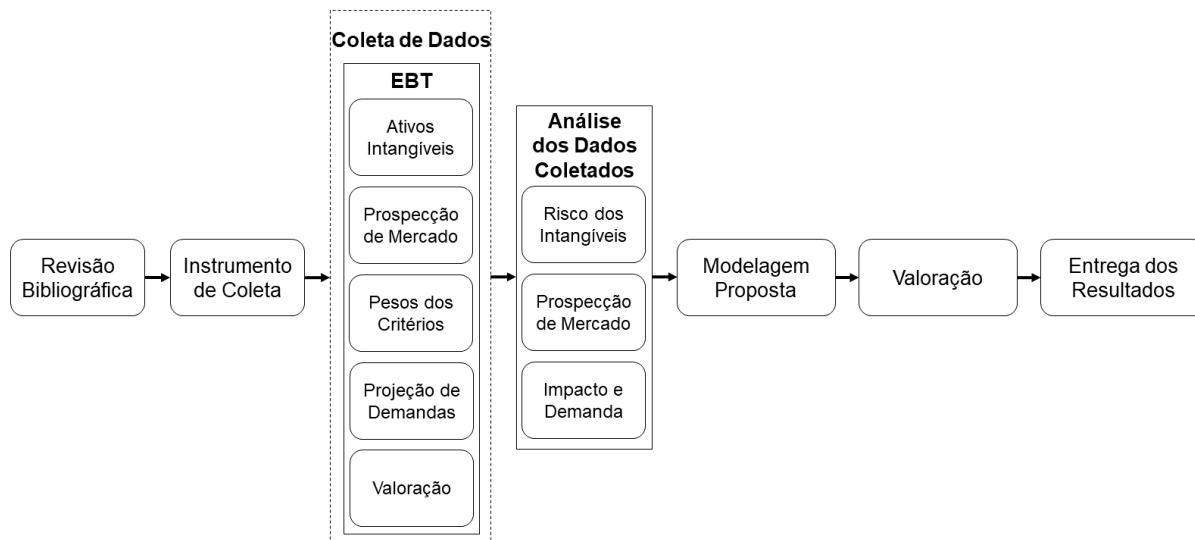 Revisão
Bibliográfica
Instrumento
de Coleta
Coleta de Dados
EBT
Ativos
Intangíveis
Prospecção
de Mercado
Pesos dos
Critérios
Projeção de
Demandas
Valoração
Análise
dos Dados
Coletados
Risco dos
Intangíveis
Prospecção
de Mercado
Impacto e
Demanda
Modelagem
Proposta
Valoração
Entrega dos
Resultados